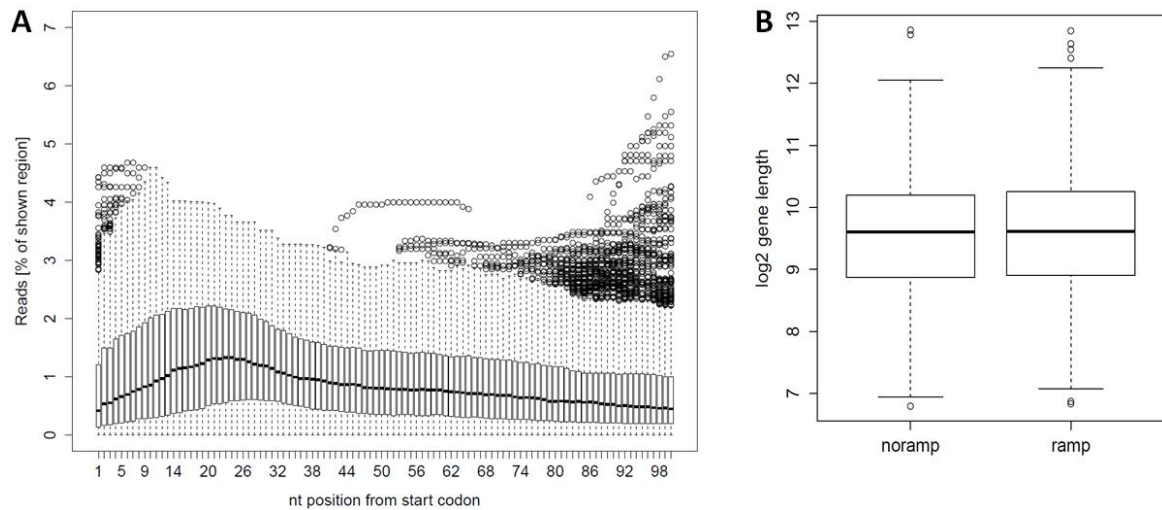 A
Reads [% of shown region]
7
6
5
4
3
2
1
0
1 5 9 14 20 26 32 38 44 50 56 62 68 74 80 86 92 98
nt position from start codon
B
log2 gene length
13
12
11
10
9
8
7
noramp ramp